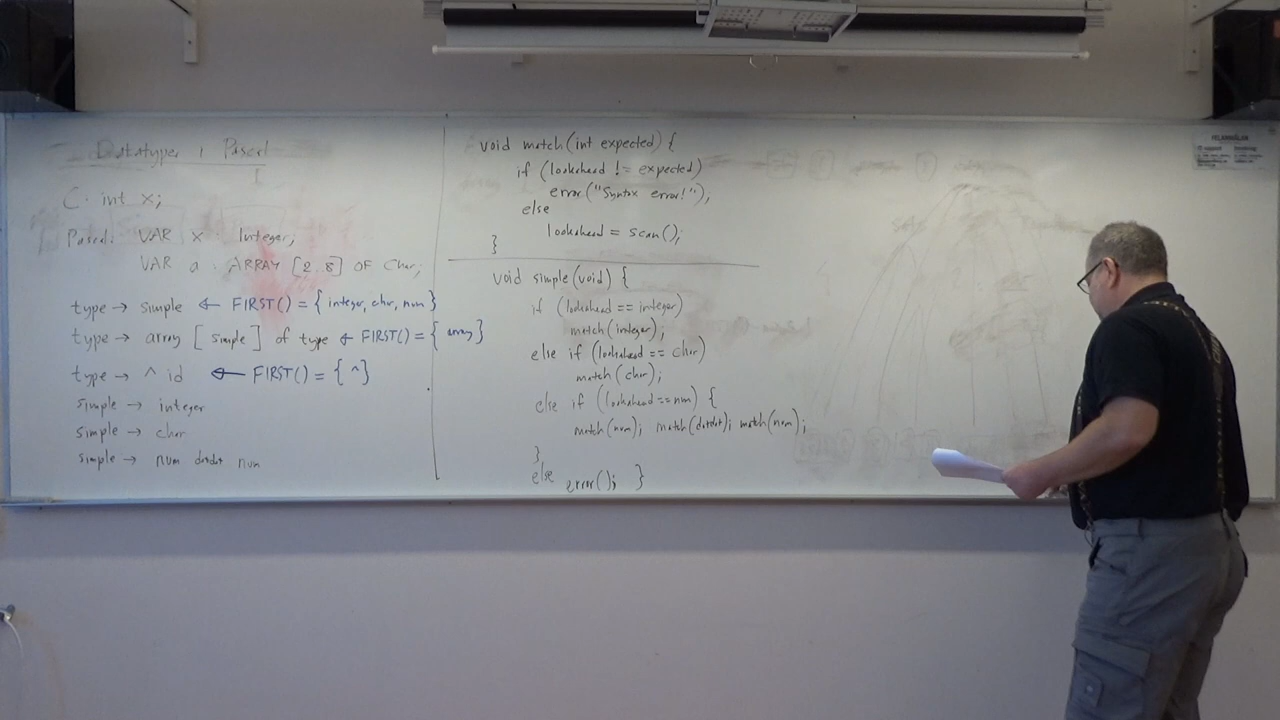 Datatyper i Pascal
C: int x;
Pascal: VAR x : Integer;
VAR a : ARRAY [2..8] OF Char;
type → simple ← FIRST() = { integer, char, num }
type → array [ simple ] of type ← FIRST() = { array }
type → ^ id ← FIRST() = { ^ }
simple → integer
simple → char
simple → num dotdot num
void match(int expected) {
if (lookahead != expected)
error("Syntax error!");
else
lookahead = scan();
}
void simple(void) {
if (lookahead == integer)
match(integer);
else if (lookahead == char)
match(char);
else if (lookahead == num) {
match(num); match(dotdot); match(num);
}
else error(); }
FELANMÄLAN